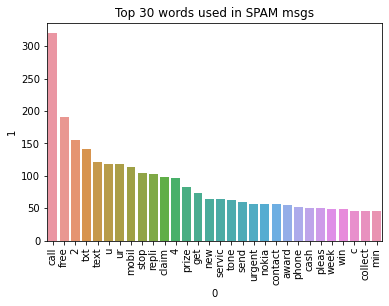 Top 30 words used in SPAM msgs
300
250
200
150
100
50
0
1
call
free
2
txt
text
u
ur
mobil
stop
repli
claim
4
prize
get
new
servic
tone
send
urgent
nokia
contact
award
phone
cash
pleas
week
win
c
collect
min
0